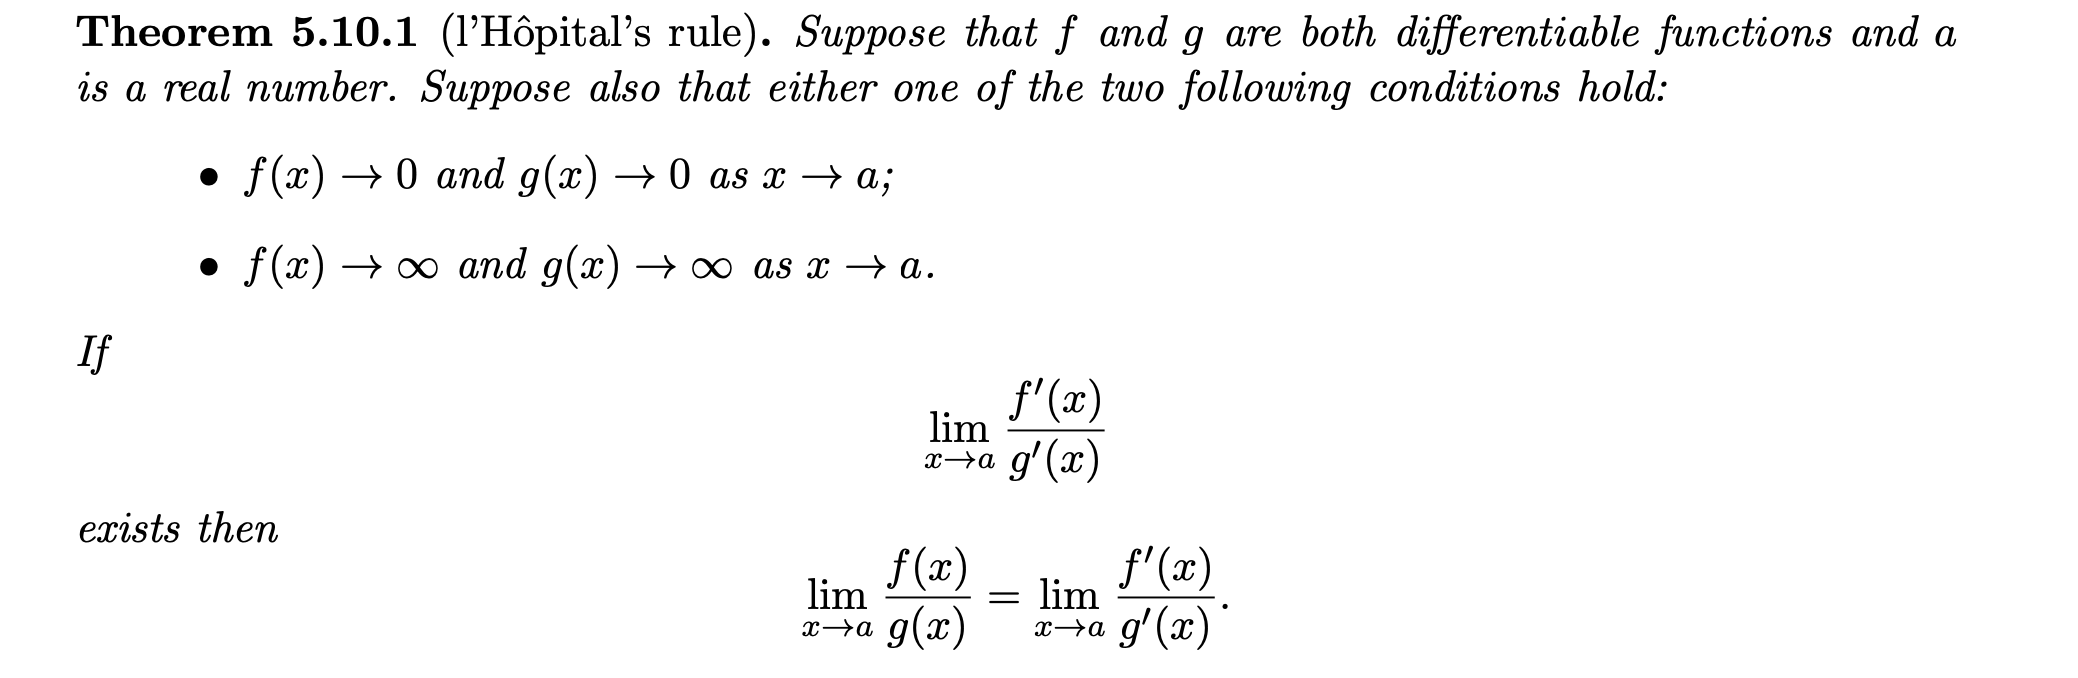 Theorem 5.10.1 (l'Hôpital's rule). Suppose that f and g are both differentiable functions and a
is a real number. Suppose also that either one of the two following conditions hold:
• f(x) → 0 and g(x) → 0 as x → a;
• f(x) → ∞ and g(x) → ∞ as x → a.
If
lim_{x→a} f′(x)/g′(x)
exists then
lim_{x→a} f(x)/g(x) = lim_{x→a} f′(x)/g′(x).